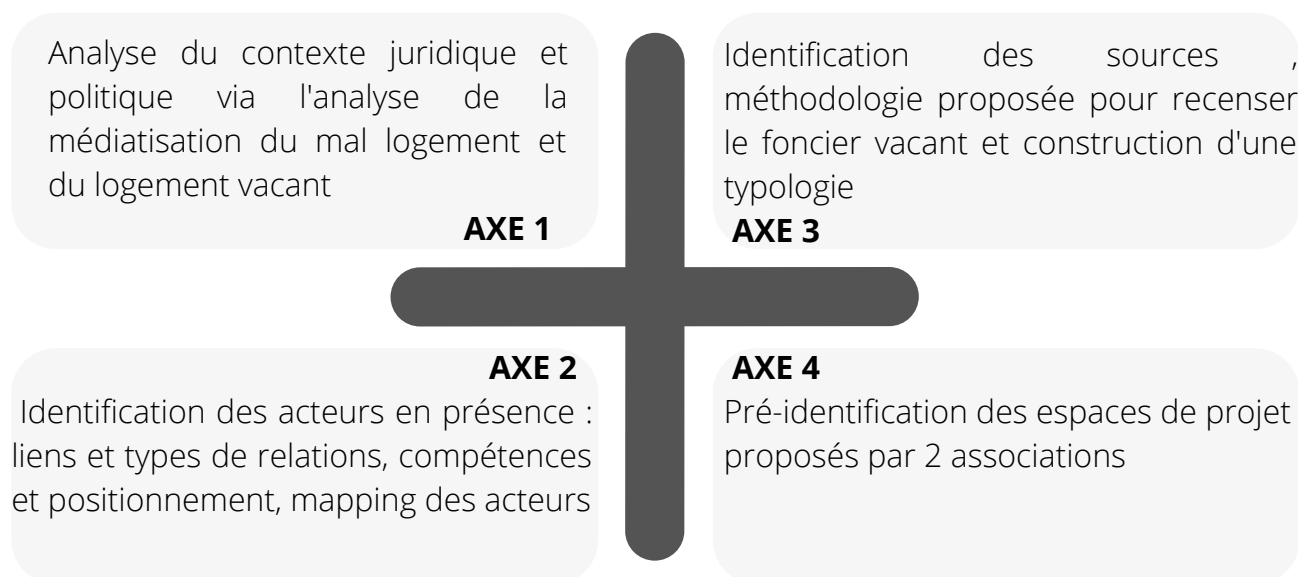 Analyse du contexte juridique et
politique via l'analyse de la
médiatisation du mal logement et
du logement vacant
AXE 1
AXE 2
Identification des acteurs en présence :
liens et types de relations, compétences
et positionnement, mapping des acteurs
Identification des sources ,
méthodologie proposée pour recenser
le foncier vacant et construction d'une
typologie
AXE 3
AXE 4
Pré-identification des espaces de projet
proposés par 2 associations